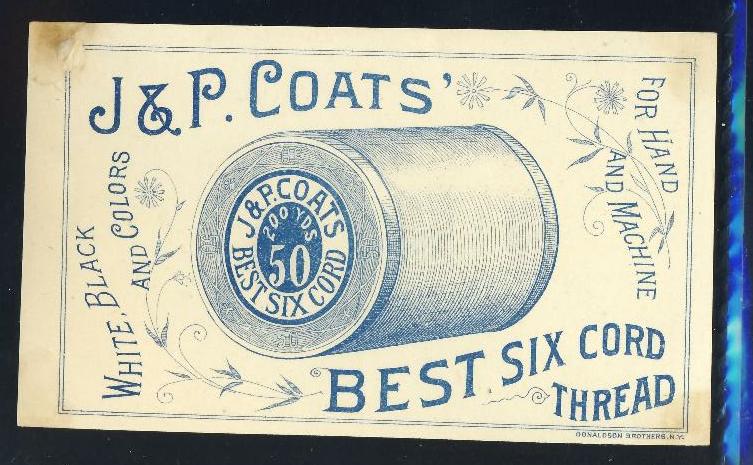 J & P. COATS'
FOR HAND
AND MACHINE
WHITE, BLACK
AND COLORS
J & P. COATS
200 YDS
50
BEST SIX CORD
BEST SIX CORD
THREAD
DONALDSON BROTHERS, N.Y.